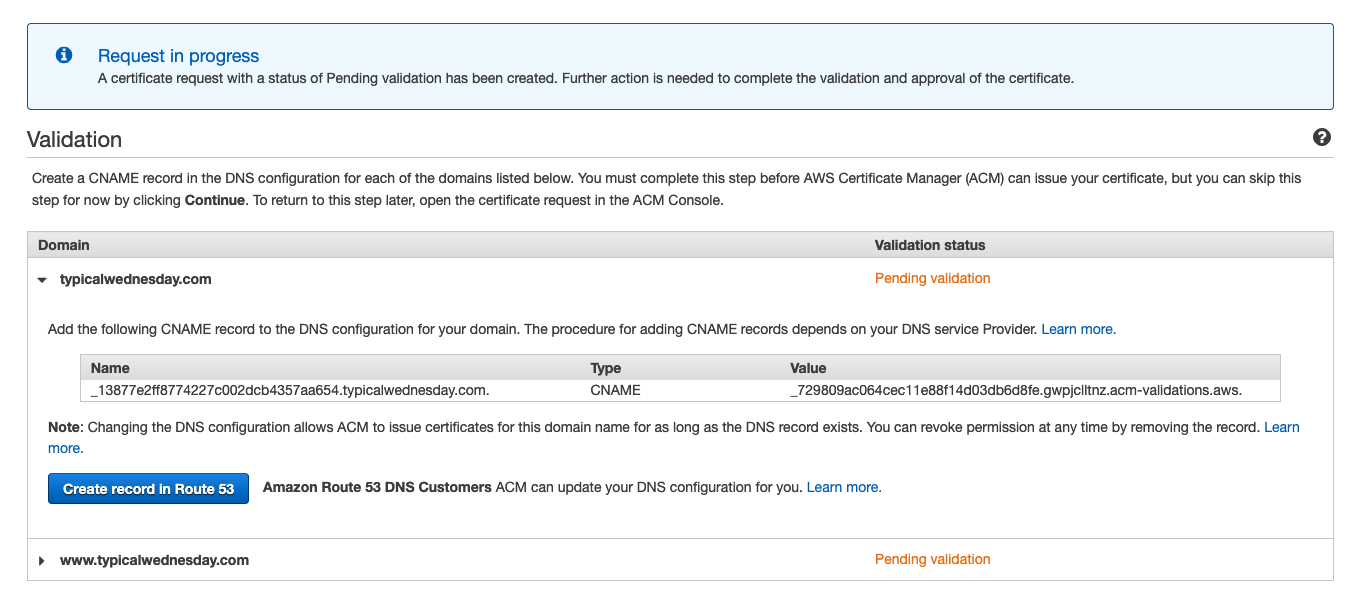 Request in progress
A certificate request with a status of Pending validation has been created. Further action is needed to complete the validation and approval of the certificate.
Validation
Create a CNAME record in the DNS configuration for each of the domains listed below. You must complete this step before AWS Certificate Manager (ACM) can issue your certificate, but you can skip this
step for now by clicking Continue. To return to this step later, open the certificate request in the ACM Console.
Domain Validation status
typicalwednesday.com Pending validation
Add the following CNAME record to the DNS configuration for your domain. The procedure for adding CNAME records depends on your DNS service Provider. Learn more.
Name Type Value
_13877e2ff8774227c002dcb4357aa654.typicalwednesday.com. CNAME _729809ac064cec11e88f14d03db6d8fe.gwpjclltnz.acm-validations.aws.
Note: Changing the DNS configuration allows ACM to issue certificates for this domain name for as long as the DNS record exists. You can revoke permission at any time by removing the record. Learn
more.
Create record in Route 53 Amazon Route 53 DNS Customers ACM can update your DNS configuration for you. Learn more.
www.typicalwednesday.com Pending validation